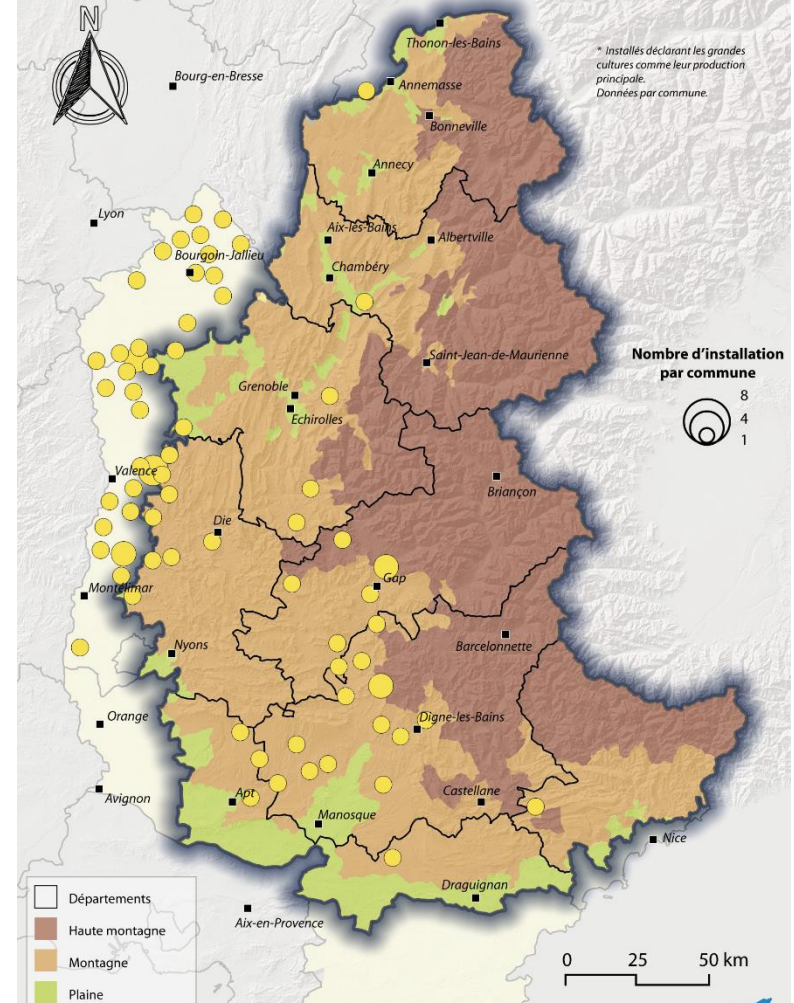 N
Thonon-les-Bains
* Installés déclarant les grandes
cultures comme leur production
principale.
Données par commune.
Bourg-en-Bresse
Annemasse
Bonneville
Annecy
Lyon
Aix-les-Bains
Albertville
Bourgoin-Jallieu
Chambéry
Saint-Jean-de-Maurienne
Nombre d'installation
par commune
8
4
1
Grenoble
Echirolles
Valence
Briançon
Die
Gap
Montélimar
Barcelonnette
Nyons
Orange
Digne-les-Bains
Avignon
Apt
Castellane
Manosque
Nice
Draguignan
Aix-en-Provence
Départements
Haute montagne
Montagne
Plaine
0 25 50 km